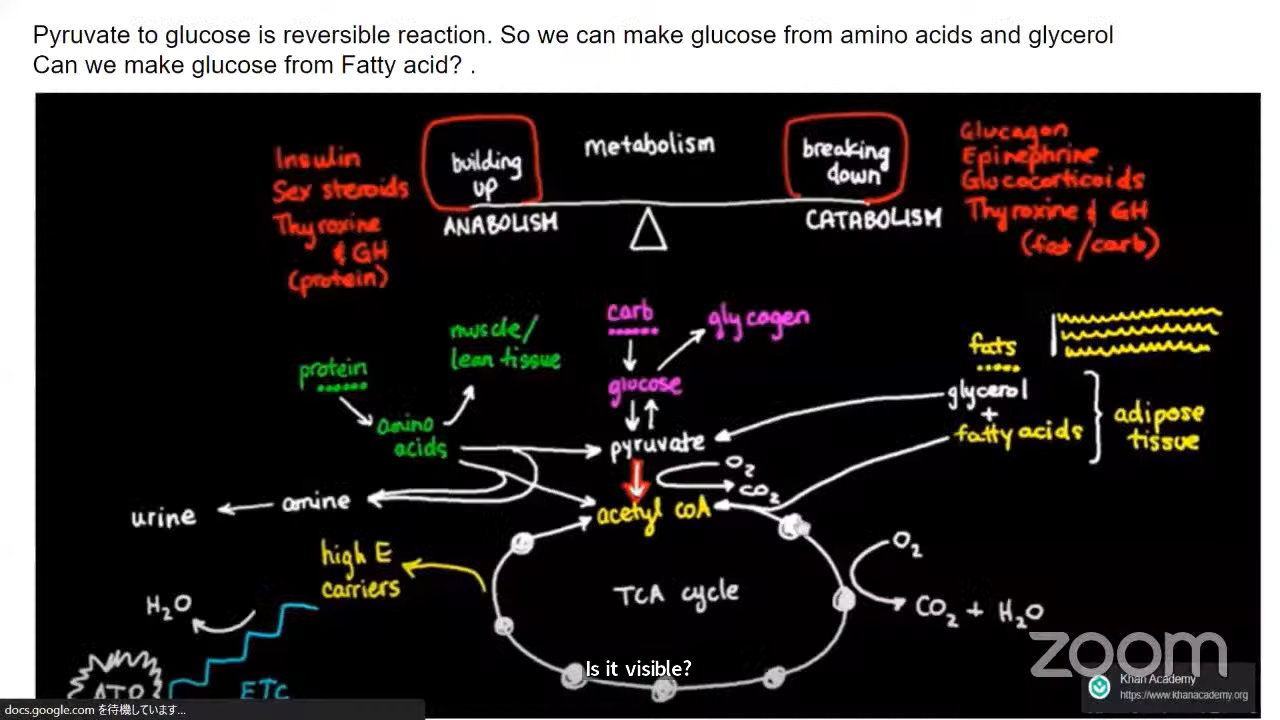 Pyruvate to glucose is reversible reaction. So we can make glucose from amino acids and glycerol
Can we make glucose from Fatty acid? .
metabolism
building
up
ANABOLISM
breaking
down
CATABOLISM
Insulin
Sex steroids
Thyroxine
& GH
(protein)
Glucagon
Epinephrine
Glucocorticoids
Thyroxine & GH
(fat/carb)
carb
glycogen
glucose
pyruvate
muscle/
lean tissue
protein
amino
acids
fats
glycerol
+
fatty acids
adipose
tissue
O2
CO2
acetyl coA
urine
amine
high E
carriers
TCA cycle
O2
CO2 + H2O
H2O
ATP
ETC
Is it visible?
zoom
Khan Academy
https://www.khanacademy.org
docs.google.com を待機しています...